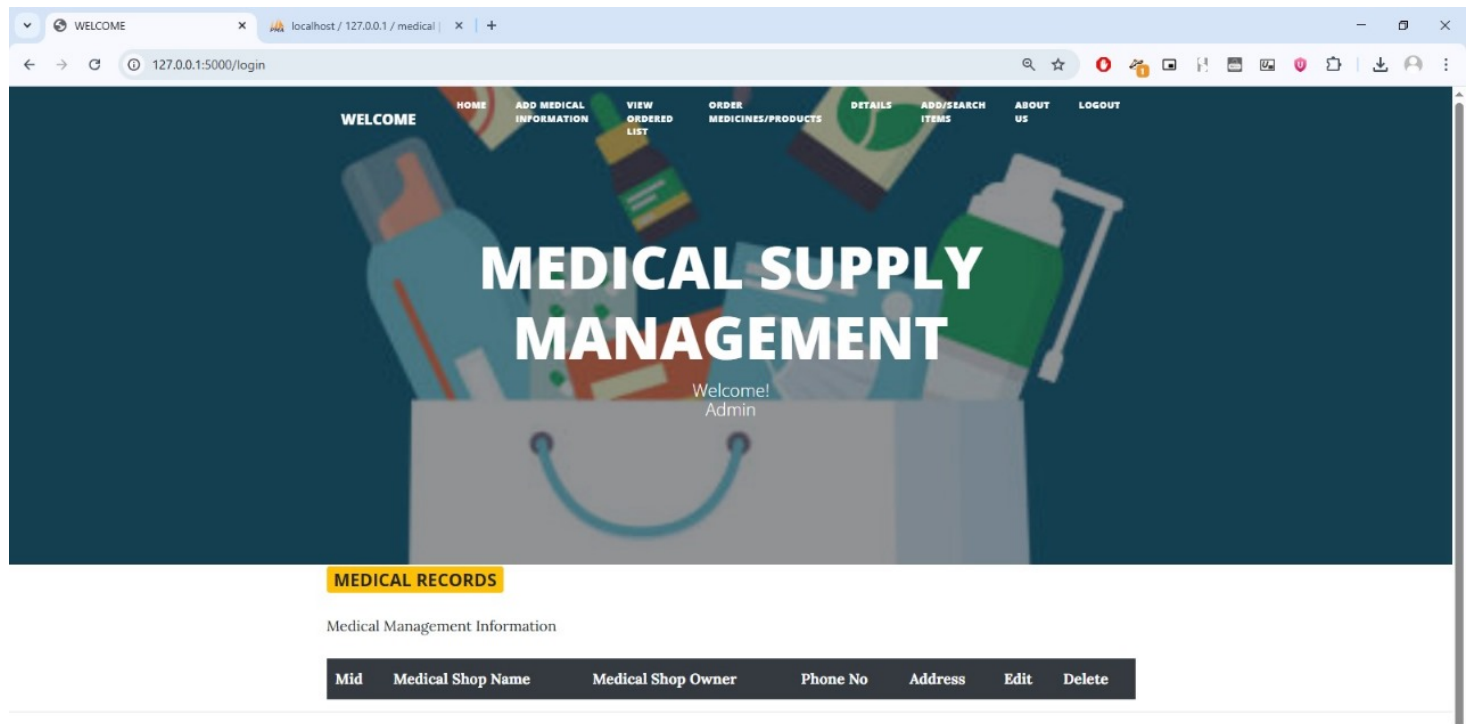 WELCOME
localhost / 127.0.0.1 / medical |
127.0.0.1:5000/login
WELCOME
HOME
ADD MEDICAL
INFORMATION
VIEW
ORDERED
LIST
ORDER
MEDICINES/PRODUCTS
DETAILS
ADD/SEARCH
ITEMS
ABOUT
US
LOGOUT
MEDICAL SUPPLY
MANAGEMENT
Welcome!
Admin
MEDICAL RECORDS
Medical Management Information
Mid Medical Shop Name Medical Shop Owner Phone No Address Edit Delete